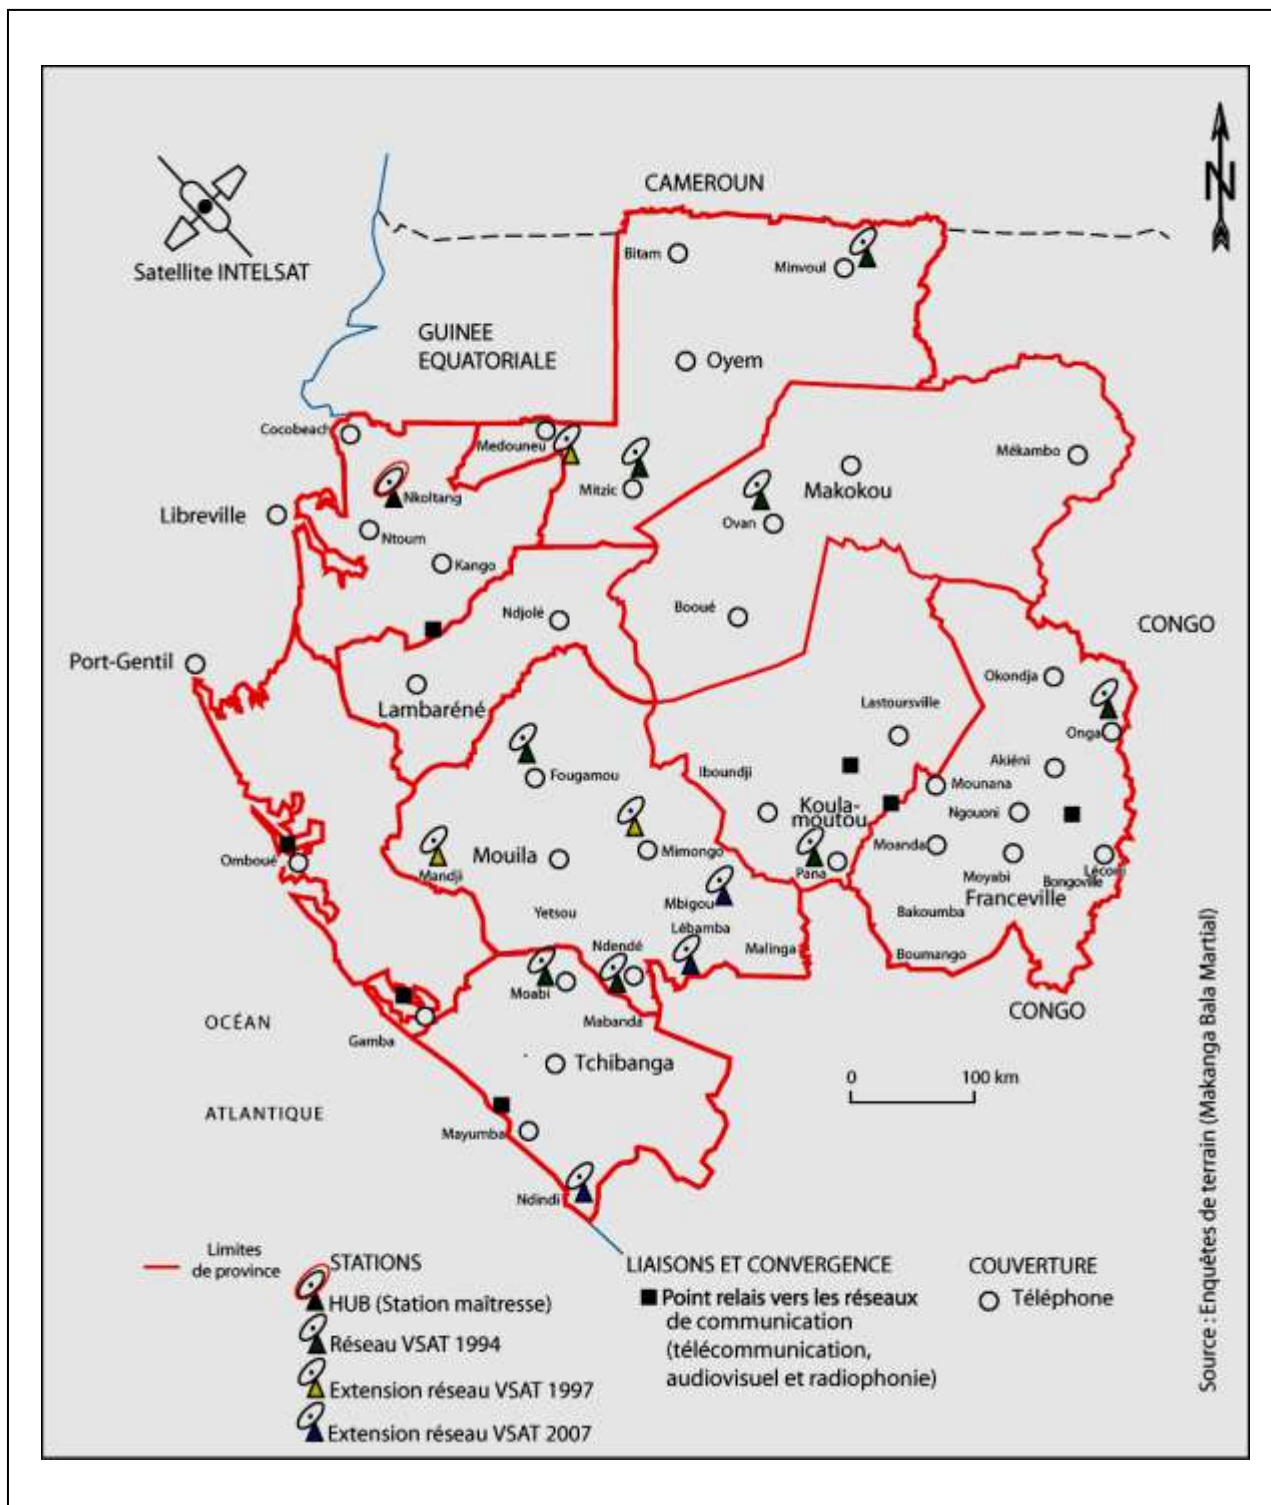 CAMEROUN
N
Satellite INTELSAT
Bitam
Minvoul
GUINEE
EQUATORIALE
Oyem
Cocobeach
Medouneu
Mékambo
Mitzic
Makokou
Nkoltang
Libreville
Ovan
Ntoum
Kango
Ndjolé
Booué
CONGO
Port-Gentil
Okondja
Lambaréné
Lastoursville
Onga
Fougamou
Iboundji
Akiéni
Mounana
Koula-
moutou
Ngouoni
Moanda
Mimongo
Mouila
Omboué
Mandji
Pana
Moyabi
Léconi
Bongoville
Franceville
Mbigou
Yetsou
Bakoumba
Lébamba
Ndendé
Malinga
Boumango
Moabi
Mabanda
CONGO
OCÉAN
Gamba
Tchibanga
0 100 km
ATLANTIQUE
Mayumba
Ndindi
Limites
de province
STATIONS
HUB (Station maîtresse)
Réseau VSAT 1994
Extension réseau VSAT 1997
Extension réseau VSAT 2007
LIAISONS ET CONVERGENCE
Point relais vers les réseaux
de communication
(télécommunication,
audiovisuel et radiophonie)
COUVERTURE
Téléphone
Source : Enquêtes de terrain (Makanga Bala Martial)